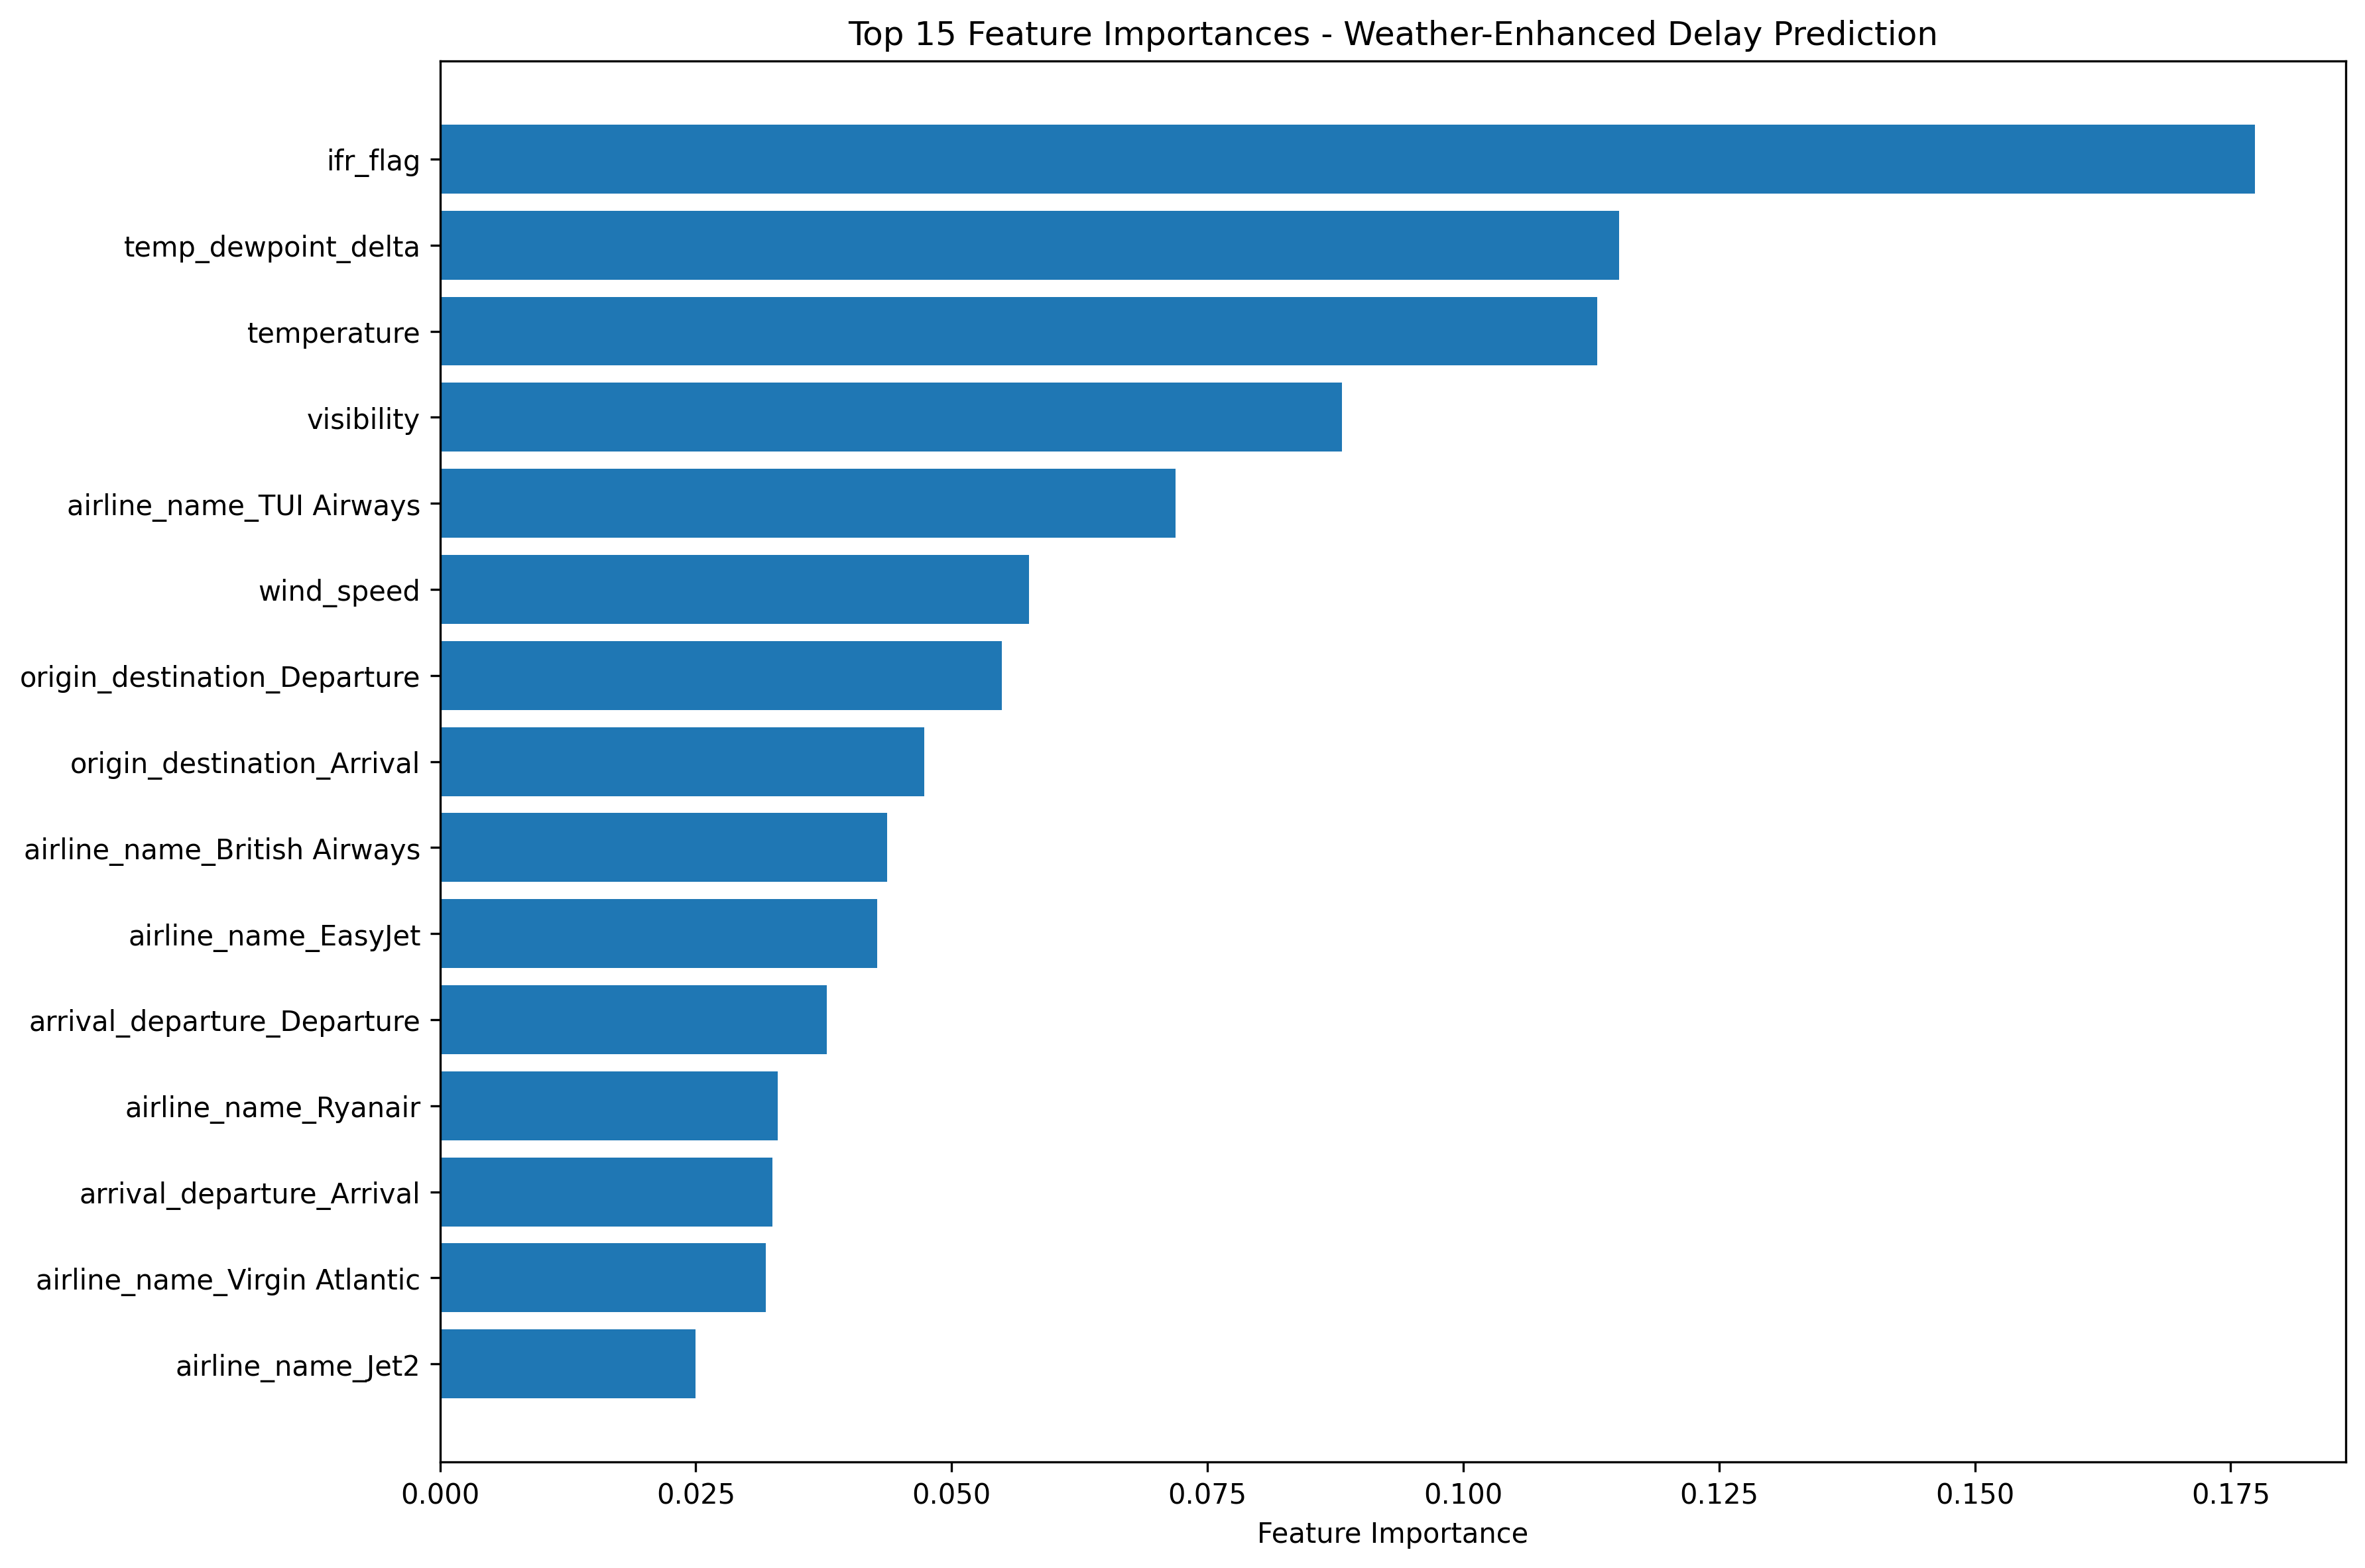 Top 15 Feature Importances - Weather-Enhanced Delay Prediction
ifr_flag
temp_dewpoint_delta
temperature
visibility
airline_name_TUI Airways
wind_speed
origin_destination_Departure
origin_destination_Arrival
airline_name_British Airways
airline_name_EasyJet
arrival_departure_Departure
airline_name_Ryanair
arrival_departure_Arrival
airline_name_Virgin Atlantic
airline_name_Jet2
0.000 0.025 0.050 0.075 0.100 0.125 0.150 0.175
Feature Importance